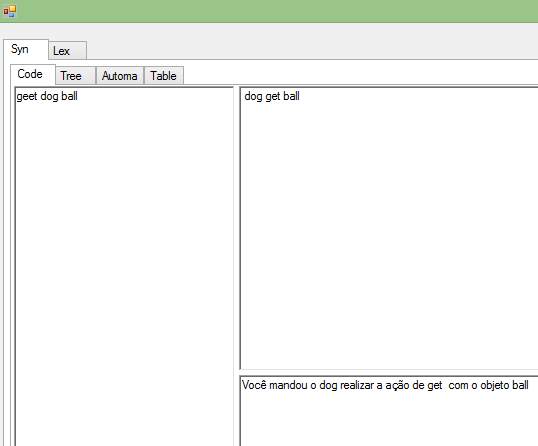 Syn Lex
Code Tree Automa Table
geet dog ball
dog get ball
Você mandou o dog realizar a ação de get  com o objeto ball